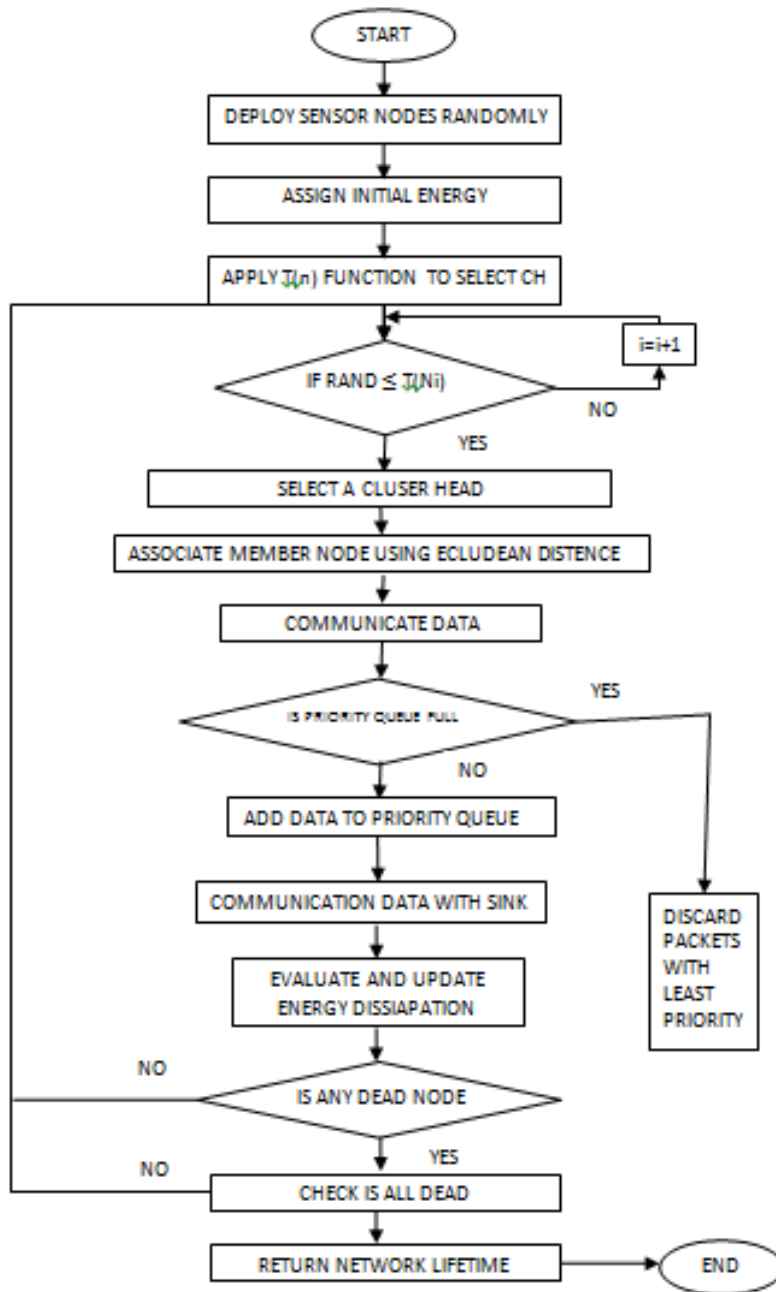 START
DEPLOY SENSOR NODES RANDOMLY
ASSIGN INITIAL ENERGY
APPLY T(n) FUNCTION TO SELECT CH
i=i+1
IF RAND ≤ T(Ni)
NO
YES
SELECT A CLUSER HEAD
ASSOCIATE MEMBER NODE USING ECLUDEAN DISTENCE
COMMUNICATE DATA
YES
IS PRIORITY QUEUE FULL
NO
ADD DATA TO PRIORITY QUEUE
COMMUNICATION DATA WITH SINK
DISCARD
PACKETS
WITH
LEAST
PRIORITY
EVALUATE AND UPDATE
ENERGY DISSIAPATION
NO
IS ANY DEAD NODE
YES
NO
CHECK IS ALL DEAD
RETURN NETWORK LIFETIME
END